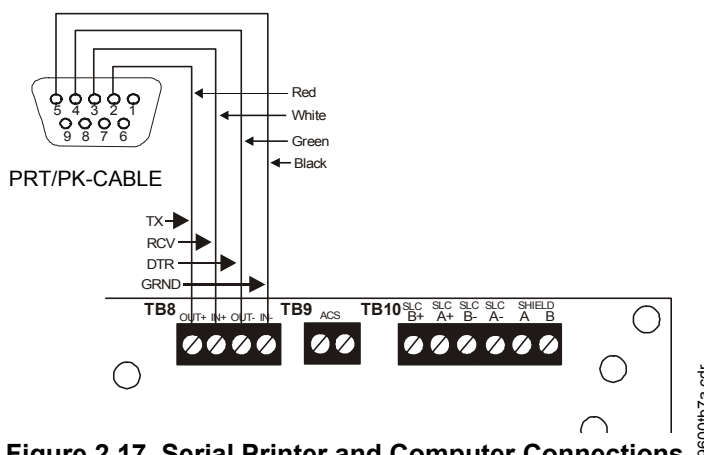 5 4 3 2 1
9 8 7 6
PRT/PK-CABLE
Red
White
Green
Black
TX
RCV
DTR
GRND
TB8
OUT+ IN+ OUT- IN-
TB9
ACS
TB10
SLC SLC SLC SLC SHIELD
B+ A+ B- A- A B
9600tb7a.cdr
Figure 2.17 Serial Printer and Computer Connections